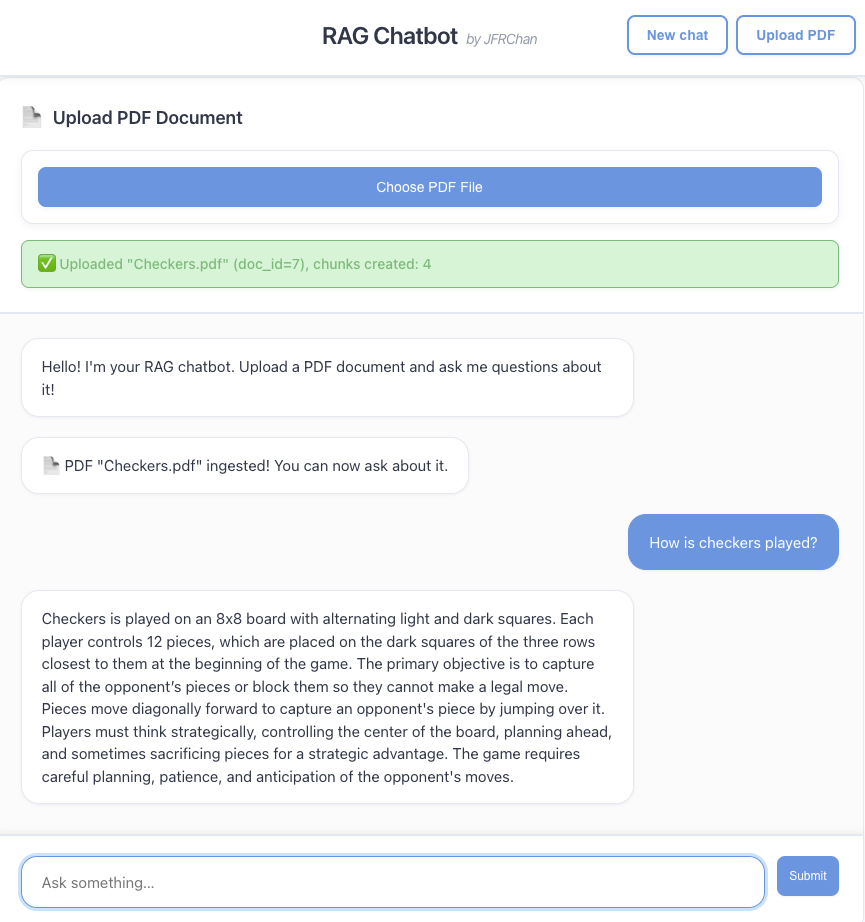 RAG Chatbot by JFRChan
New chat
Upload PDF
Upload PDF Document
Choose PDF File
✅ Uploaded "Checkers.pdf" (doc_id=7), chunks created: 4
Hello! I'm your RAG chatbot. Upload a PDF document and ask me questions about
it!
PDF "Checkers.pdf" ingested! You can now ask about it.
How is checkers played?
Checkers is played on an 8x8 board with alternating light and dark squares. Each
player controls 12 pieces, which are placed on the dark squares of the three rows
closest to them at the beginning of the game. The primary objective is to capture
all of the opponent’s pieces or block them so they cannot make a legal move.
Pieces move diagonally forward to capture an opponent's piece by jumping over it.
Players must think strategically, controlling the center of the board, planning ahead,
and sometimes sacrificing pieces for a strategic advantage. The game requires
careful planning, patience, and anticipation of the opponent's moves.
Ask something...
Submit